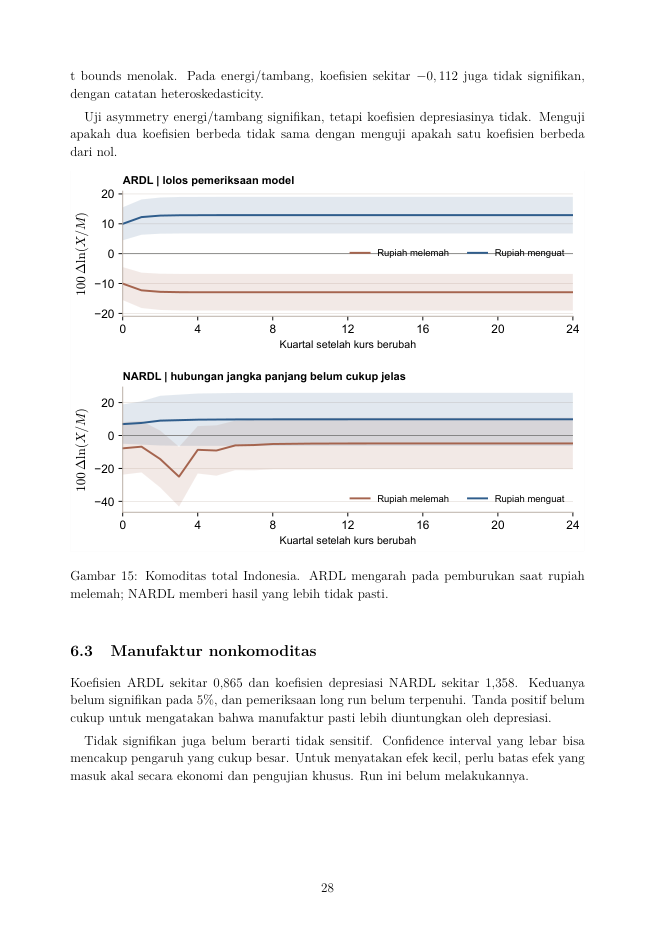 t bounds menolak. Pada energi/tambang, koefisien sekitar −0, 112 juga tidak signifikan,
dengan catatan heteroskedasticity.
Uji asymmetry energi/tambang signifikan, tetapi koefisien depresiasinya tidak. Menguji
apakah dua koefisien berbeda tidak sama dengan menguji apakah satu koefisien berbeda
dari nol.
ARDL | lolos pemeriksaan model
100 Δln(X/M)
20
10
0
−10
−20
Rupiah melemah
Rupiah menguat
0 4 8 12 16 20 24
Kuartal setelah kurs berubah
NARDL | hubungan jangka panjang belum cukup jelas
100 Δln(X/M)
20
0
−20
−40
Rupiah melemah
Rupiah menguat
0 4 8 12 16 20 24
Kuartal setelah kurs berubah
Gambar 15: Komoditas total Indonesia. ARDL mengarah pada pemburukan saat rupiah
melemah; NARDL memberi hasil yang lebih tidak pasti.
6.3 Manufaktur nonkomoditas
Koefisien ARDL sekitar 0,865 dan koefisien depresiasi NARDL sekitar 1,358. Keduanya
belum signifikan pada 5%, dan pemeriksaan long run belum terpenuhi. Tanda positif belum
cukup untuk mengatakan bahwa manufaktur pasti lebih diuntungkan oleh depresiasi.
Tidak signifikan juga belum berarti tidak sensitif. Confidence interval yang lebar bisa
mencakup pengaruh yang cukup besar. Untuk menyatakan efek kecil, perlu batas efek yang
masuk akal secara ekonomi dan pengujian khusus. Run ini belum melakukannya.
28